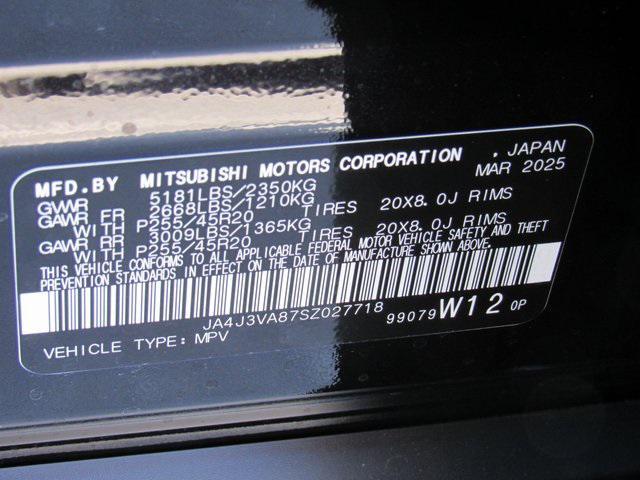 MFD.BY MITSUBISHI MOTORS CORPORATION , JAPAN
GVWR 5181LBS/2350KG MAR 2025
GAWR FR 2668LBS/1210KG
WITH P255/45R20 TIRES 20X8.0J RIMS
GAWR RR 3009LBS/1365KG
WITH P255/45R20 TIRES 20X8.0J RIMS
THIS VEHICLE CONFORMS TO ALL APPLICABLE FEDERAL MOTOR VEHICLE SAFETY AND THEFT
PREVENTION STANDARDS IN EFFECT ON THE DATE OF MANUFACTURE SHOWN ABOVE.
JA4J3VA87SZ027718
VEHICLE TYPE: MPV 99079 W12 0P